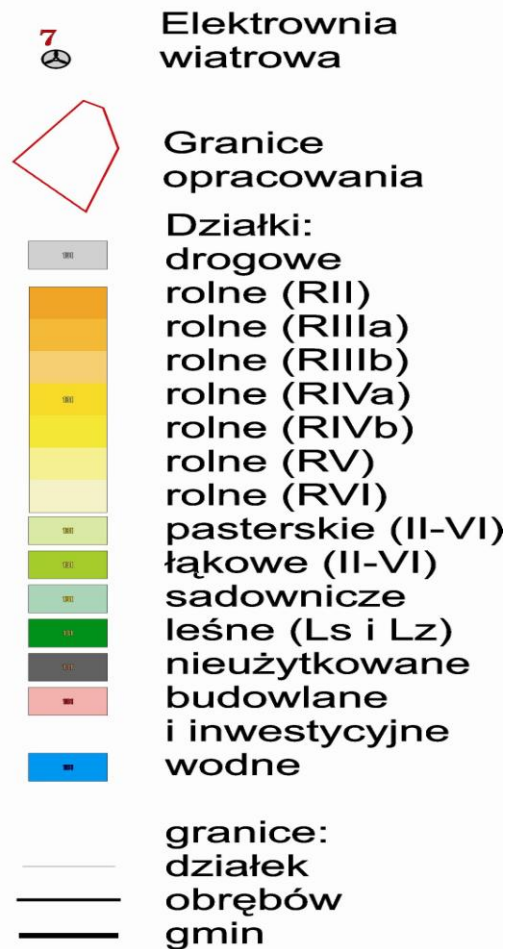 7
Elektrownia
wiatrowa
Granice
opracowania
Działki:
drogowe
rolne (RII)
rolne (RIIIa)
rolne (RIIIb)
rolne (RIVa)
rolne (RIVb)
rolne (RV)
rolne (RVI)
pasterskie (II-VI)
łąkowe (II-VI)
sadownicze
leśne (Ls i Lz)
nieużytkowane
budowlane
i inwestycyjne
wodne
granice:
działek
obrębów
gmin